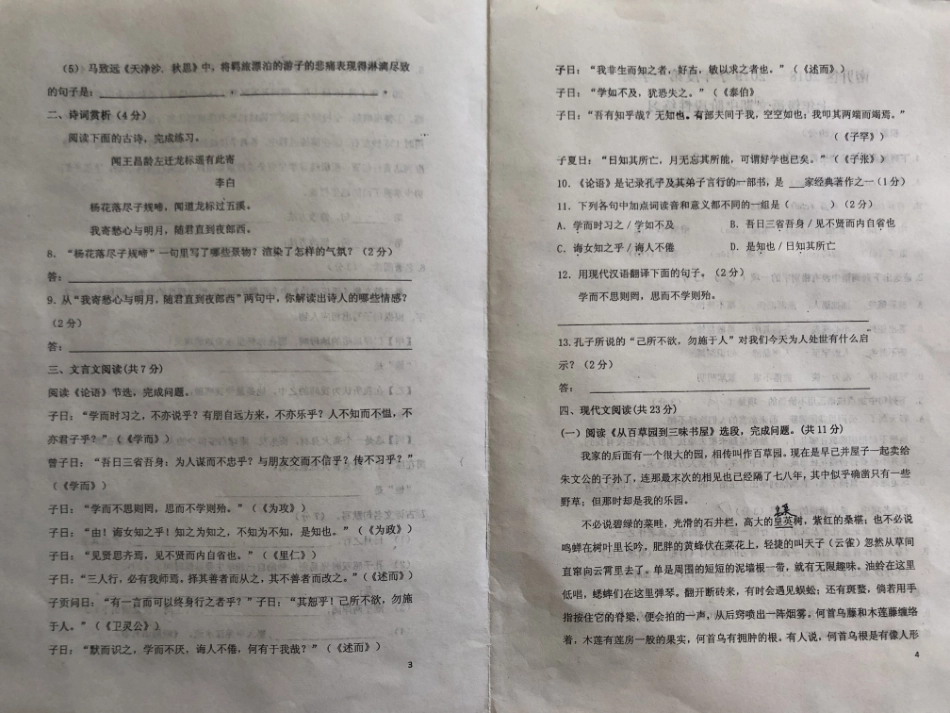 （5）马致远《天净沙．秋思》中，将羁旅漂泊的游子的悲痛表现得淋漓尽致
的句子是：______，______。
二、诗词赏析（4分）
阅读下面的古诗，完成练习。
闻王昌龄左迁龙标遥有此寄
李白
杨花落尽子规啼，闻道龙标过五溪。
我寄愁心与明月，随君直到夜郎西。
8．“杨花落尽子规啼”一句里写了哪些景物？渲染了怎样的气氛？（2分）
答：
9．从“我寄愁心与明月，随君直到夜郎西”两句中，你解读出诗人的哪些情感？
（2分）
答：
三、文言文阅读（共7分）
阅读《论语》节选，完成问题。
子曰：“学而时习之，不亦说乎？有朋自远方来，不亦乐乎？人不知而不愠，不
亦君子乎？”（《学而》）
曾子曰：“吾日三省吾身：为人谋而不忠乎？与朋友交而不信乎？传不习乎？”
（《学而》）
子曰：“学而不思则罔，思而不学则殆。”（《为政》）
子曰：“由！诲女知之乎！知之为知之，不知为不知，是知也。”（《为政》）
子曰：“见贤思齐焉，见不贤而内自省也。”（《里仁》）
子曰：“三人行，必有我师焉，择其善者而从之，其不善者而改之。”（《述而》）
子贡问曰：“有一言而可以终身行之者乎？”子曰：“其恕乎！己所不欲，勿施
于人。”（《卫灵公》）
子曰：“默而识之，学而不厌，诲人不倦，何有于我哉？”（《述而》）
3
子曰：“我非生而知之者，好古，敏以求之者也。”（《述而》）
子曰：“学如不及，犹恐失之。”（《泰伯》）
子曰：“吾有知乎哉？无知也。有鄙夫问于我，空空如也；我叩其两端而竭焉。”
（《子罕》）
子夏曰：“日知其所亡，月无忘其所能，可谓好学也已矣。”（《子张》）
10．《论语》是记录孔子及其弟子言行的一部书，是___家经典著作之一（1分）
11．下列各句中加点词读音和意义都不同的一组是（　　）（2分）
A．学而时习之／学如不及　B．吾日三省吾身／见不贤而内自省也
C．诲女知之乎／诲人不倦　D．是知也／日知其所亡
12．用现代汉语翻译下面的句子。（2分）
学而不思则罔，思而不学则殆。
13.孔子所说的“己所不欲，勿施于人”对我们今天为人处世有什么启
示？（2分）
答：
四、现代文阅读（共23分）
（一）阅读《从百草园到三味书屋》选段，完成问题。（共11分）
我家的后面有一个很大的园，相传叫作百草园。现在是早已并屋子一起卖给
朱文公的子孙了，连那最末次的相见也已经隔了七八年，其中似乎确凿只有一些
野草；但那时却是我的乐园。
不必说碧绿的菜畦，光滑的石井栏，高大的皂荚树，紫红的桑椹；也不必说
鸣蝉在树叶里长吟，肥胖的黄蜂伏在菜花上，轻捷的叫天子（云雀）忽然从草间
直窜向云霄里去了。单是周围的短短的泥墙根一带，就有无限趣味。油蛉在这里
低唱，蟋蟀们在这里弹琴。翻开断砖来，有时会遇见蜈蚣；还有斑蝥，倘若用手
指按住它的脊梁，便会拍的一声，从后窍喷出一阵烟雾。何首乌藤和木莲藤缠络
着，木莲有莲房一般的果实，何首乌有拥肿的根。有人说，何首乌根是有像人形
4